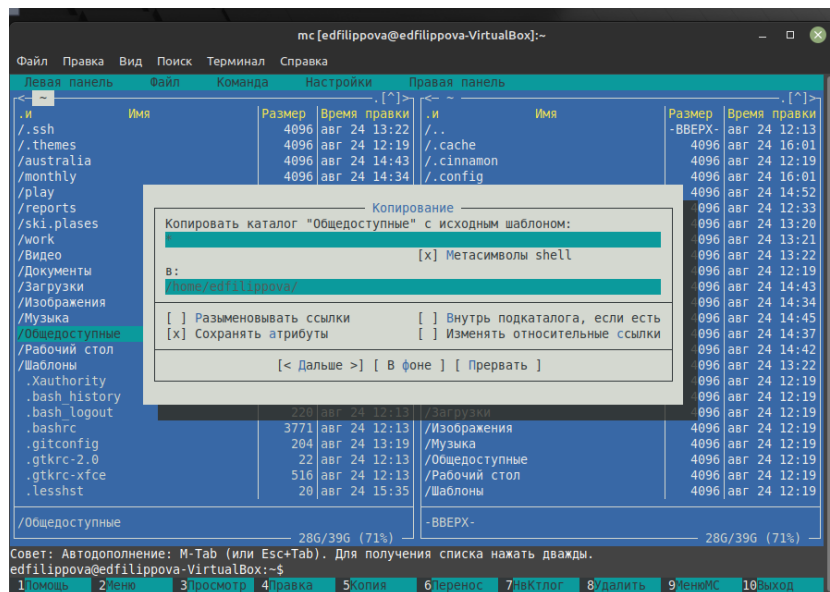 mc [edfilippova@edfilippova-VirtualBox]:~
Файл Правка Вид Поиск Терминал Справка
Левая панель Файл Команда Настройки Правая панель
<— ~ .[^]> <— ~ .[^]>
.и Имя Размер Время правки .и Имя Размер Время правки
/.ssh 4096 авг 24 13:22 /.. -ВВЕРХ- авг 24 12:13
/.themes 4096 авг 24 12:19 /.cache 4096 авг 24 16:01
/australia 4096 авг 24 14:43 /.cinnamon 4096 авг 24 12:19
/monthly 4096 авг 24 14:34 /.config 4096 авг 24 16:01
/play 4096 авг 24 14:52
/reports Копирование 4096 авг 24 12:33
/ski.plases Копировать каталог "Общедоступные" с исходным шаблоном: 4096 авг 24 13:20
/work * 4096 авг 24 13:21
/Видео [x] Метасимволы shell 4096 авг 24 13:22
/Документы в: 4096 авг 24 12:19
/Загрузки /home/edfilippova/ 4096 авг 24 14:43
/Изображения 4096 авг 24 14:34
/Музыка [ ] Разыменовывать ссылки [ ] Внутрь подкаталога, если есть 4096 авг 24 14:45
/Общедоступные [x] Сохранять атрибуты [ ] Изменять относительные ссылки 4096 авг 24 14:37
/Рабочий стол 4096 авг 24 14:42
/Шаблоны [< Дальше >] [ В фоне ] [ Прервать ] 4096 авг 24 13:22
.Xauthority 4096 авг 24 12:19
.bash_history 4096 авг 24 12:19
.bash_logout 220 авг 24 12:13 /Загрузки 4096 авг 24 12:19
.bashrc 3771 авг 24 12:13 /Изображения 4096 авг 24 12:19
.gitconfig 204 авг 24 13:19 /Музыка 4096 авг 24 12:19
.gtkrc-2.0 22 авг 24 12:13 /Общедоступные 4096 авг 24 12:19
.gtkrc-xfce 516 авг 24 12:13 /Рабочий стол 4096 авг 24 12:19
.lesshst 20 авг 24 15:35 /Шаблоны 4096 авг 24 12:19
/Общедоступные -ВВЕРХ-
28G/39G (71%) 28G/39G (71%)
Совет: Автодополнение: M-Tab (или Esc+Tab). Для получения списка нажать дважды.
edfilippova@edfilippova-VirtualBox:~$
1Помощь 2Меню 3Просмотр 4Правка 5Копия 6Перенос 7НвКтлог 8Удалить 9МенюМС 10Выход